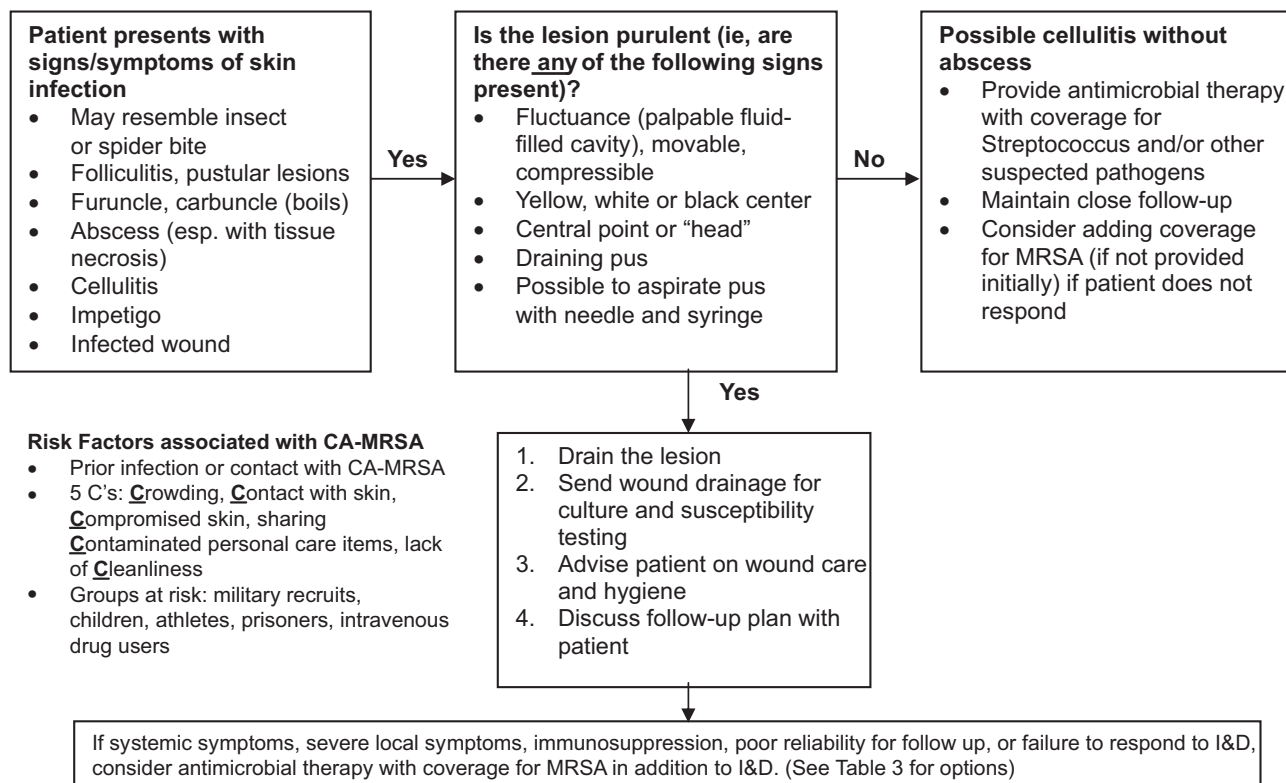 Patient presents with
signs/symptoms of skin
infection
• May resemble insect
or spider bite
• Folliculitis, pustular lesions
• Furuncle, carbuncle (boils)
• Abscess (esp. with tissue
necrosis)
• Cellulitis
• Impetigo
• Infected wound
Yes
Is the lesion purulent (ie, are
there any of the following signs
present)?
• Fluctuance (palpable fluid-
filled cavity), movable,
compressible
• Yellow, white or black center
• Central point or “head”
• Draining pus
• Possible to aspirate pus
with needle and syringe
No
Possible cellulitis without
abscess
• Provide antimicrobial therapy
with coverage for
Streptococcus and/or other
suspected pathogens
• Maintain close follow-up
• Consider adding coverage
for MRSA (if not provided
initially) if patient does not
respond
Yes
Risk Factors associated with CA-MRSA
• Prior infection or contact with CA-MRSA
• 5 C’s: Crowding, Contact with skin,
Compromised skin, sharing
Contaminated personal care items, lack
of Cleanliness
• Groups at risk: military recruits,
children, athletes, prisoners, intravenous
drug users
1. Drain the lesion
2. Send wound drainage for
culture and susceptibility
testing
3. Advise patient on wound care
and hygiene
4. Discuss follow-up plan with
patient
If systemic symptoms, severe local symptoms, immunosuppression, poor reliability for follow up, or failure to respond to I&D,
consider antimicrobial therapy with coverage for MRSA in addition to I&D. (See Table 3 for options)